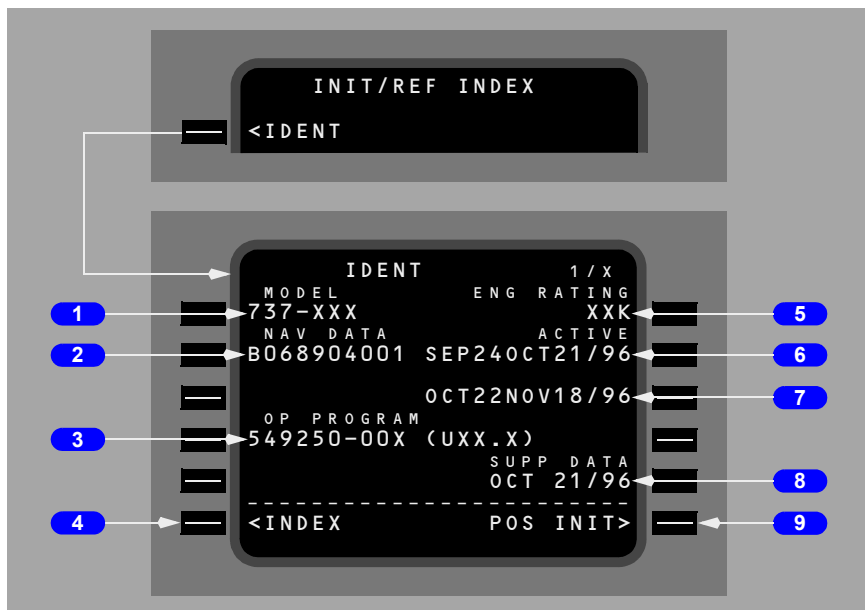 INIT/REF INDEX
<IDENT
IDENT 1/X
MODEL ENG RATING
1 737-XXX XXK 5
NAV DATA ACTIVE
2 B068904001 SEP24OCT21/96 6
OCT22NOV18/96 7
OP PROGRAM
3 549250-00X (UXX.X)
SUPP DATA
OCT 21/96 8
4 <INDEX POS INIT> 9